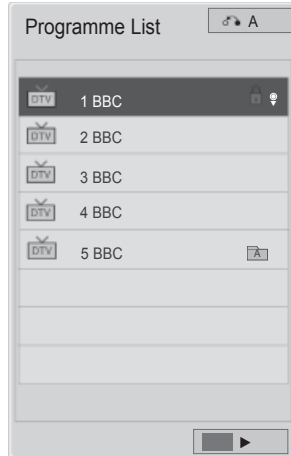 Programme List
A
DTV 1 BBC
DTV 2 BBC
DTV 3 BBC
DTV 4 BBC
DTV 5 BBC A